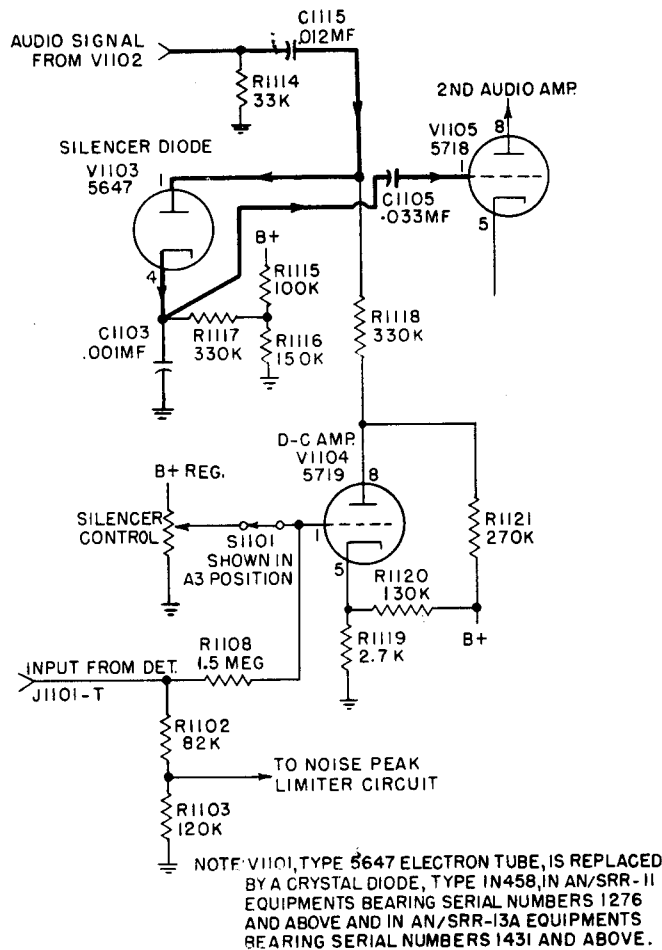 C1115
.012MF
AUDIO SIGNAL
FROM V1102
R1114
33K
2ND AUDIO AMP.
8
V1105
5718
1
5
SILENCER DIODE
V1103
5647
1
4
C1105
.033MF
B+
R1115
100K
R1117
330K
R1116
150K
C1103
.001MF
R1118
330K
D-C AMP.
V1104
5719
8
1
5
B+ REG.
SILENCER
CONTROL
S1101
SHOWN IN
A3 POSITION
R1121
270K
R1120
130K
B+
R1119
2.7K
R1108
1.5 MEG
INPUT FROM DET.
J1101-T
R1102
82K
TO NOISE PEAK
LIMITER CIRCUIT
R1103
120K
NOTE: V1101, TYPE 5647 ELECTRON TUBE, IS REPLACED
BY A CRYSTAL DIODE, TYPE 1N458, IN AN/SRR-11
EQUIPMENTS BEARING SERIAL NUMBERS 1276
AND ABOVE AND IN AN/SRR-13A EQUIPMENTS
BEARING SERIAL NUMBERS 1431 AND ABOVE.